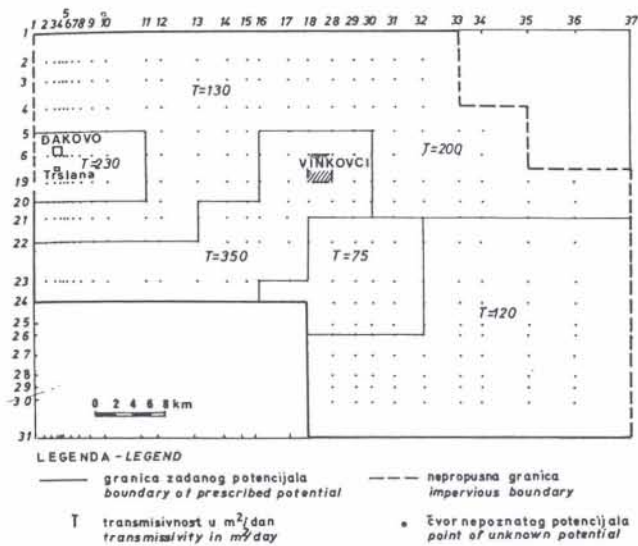 5
1 2 3 4 6 7 8 9 10 11 12 13 14 15 16 17 18 28 29 30 31 32 33 34 35 36 37
1
2
3
4
T=130
5
ĐAKOVO
VINKOVCI
T=200
6
T=230
Tršlana
19
20
21
22
T=350
T=75
23
24
T=120
25
26
27
28
29
30
0 2 4 6 8 km
31
LEGENDA - LEGEND
granica zadanog potencijala
boundary of prescribed potential
nepropusna granica
impervious boundary
T transmisivnost u m²/dan
transmissivity in m²/day
čvor nepoznatog potencijala
point of unknown potential